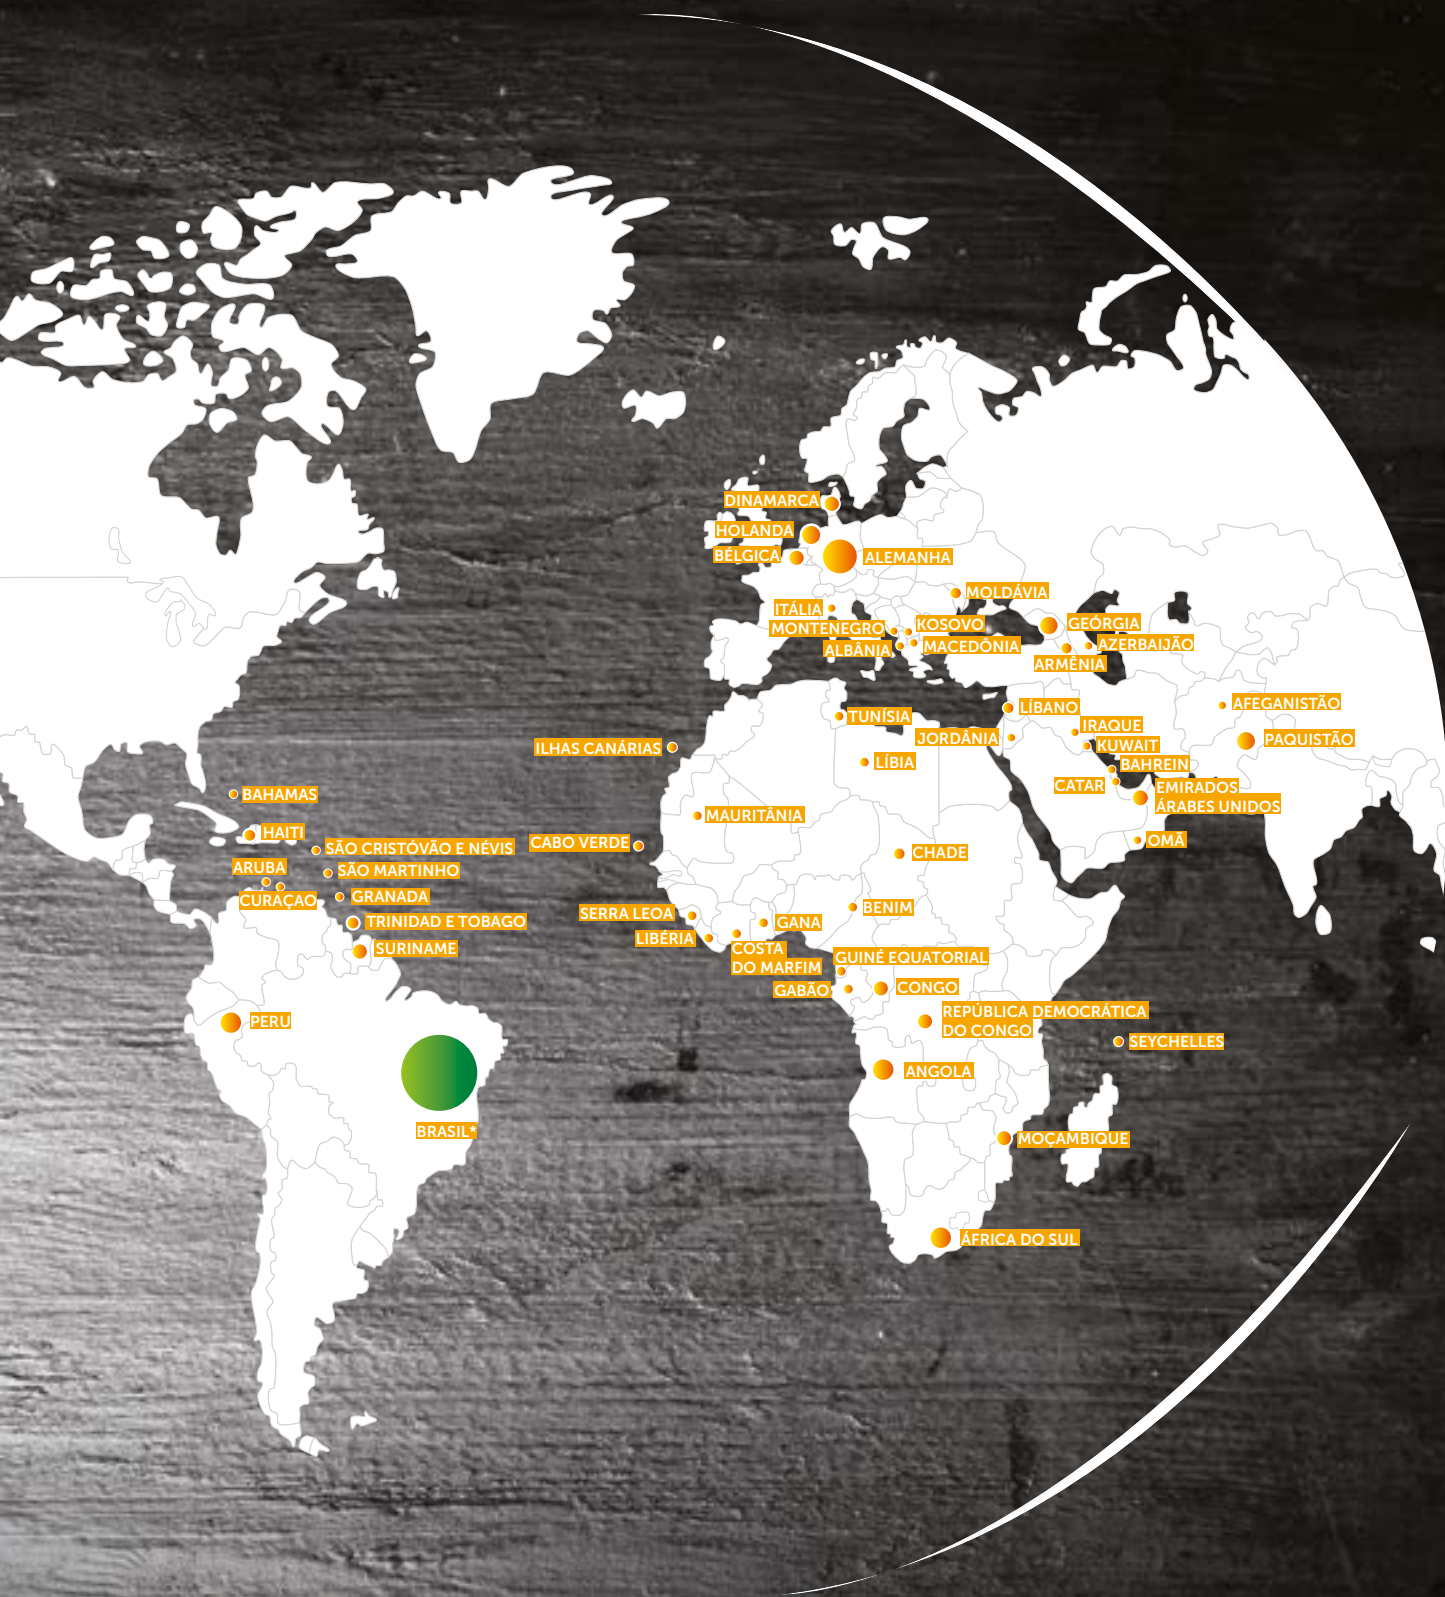 DINAMARCA
HOLANDA
BÉLGICA
ALEMANHA
MOLDÁVIA
ITÁLIA
MONTENEGRO
KOSOVO
GEÓRGIA
ALBÂNIA
MACEDÔNIA
AZERBAIJÃO
ARMÊNIA
TUNÍSIA
LÍBANO
AFEGANISTÃO
ILHAS CANÁRIAS
JORDÂNIA
IRAQUE
KUWAIT
PAQUISTÃO
LÍBIA
BAHREIN
CATAR
EMIRADOS
ÁRABES UNIDOS
BAHAMAS
MAURITÂNIA
HAITI
SÃO CRISTÓVÃO E NÉVIS
CABO VERDE
OMÃ
CHADE
ARUBA
SÃO MARTINHO
CURAÇAO
GRANADA
TRINIDAD E TOBAGO
SERRA LEOA
BENIM
GANA
LIBÉRIA
SURINAME
COSTA
DO MARFIM
GUINÉ EQUATORIAL
GABÃO
CONGO
PERU
REPÚBLICA DEMOCRÁTICA
DO CONGO
SEYCHELLES
ANGOLA
BRASIL*
MOÇAMBIQUE
ÁFRICA DO SUL